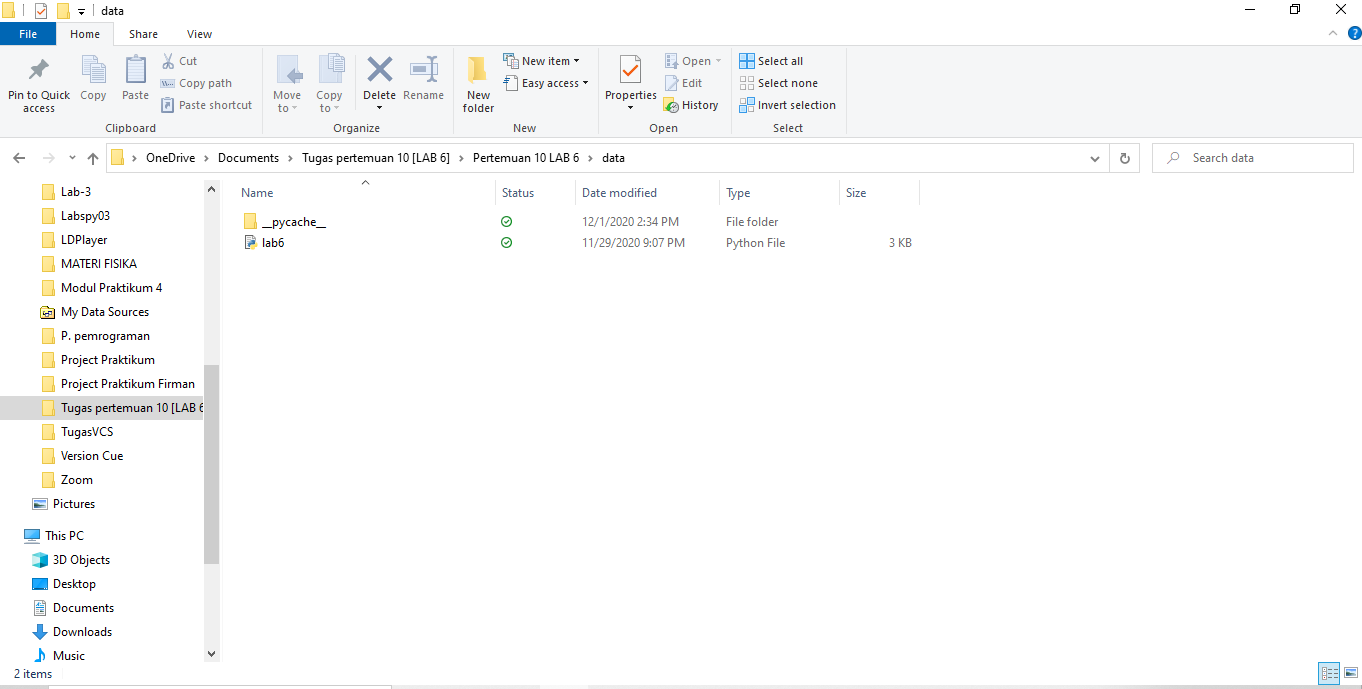 data
File Home Share View
Pin to Quick access
Copy
Paste
Cut
Copy path
Paste shortcut
Clipboard
Move to
Copy to
Delete
Rename
Organize
New folder
New item
Easy access
New
Properties
Open
Edit
History
Open
Select all
Select none
Invert selection
Select
OneDrive › Documents › Tugas pertemuan 10 [LAB 6] › Pertemuan 10 LAB 6 › data
Search data
Lab-3
Labspy03
LDPlayer
MATERI FISIKA
Modul Praktikum 4
My Data Sources
P. pemrograman
Project Praktikum
Project Praktikum Firman
Tugas pertemuan 10 [LAB 6
TugasVCS
Version Cue
Zoom
Pictures
This PC
3D Objects
Desktop
Documents
Downloads
Music
Name Status Date modified Type Size
__pycache__ 12/1/2020 2:34 PM File folder
lab6 11/29/2020 9:07 PM Python File 3 KB
2 items